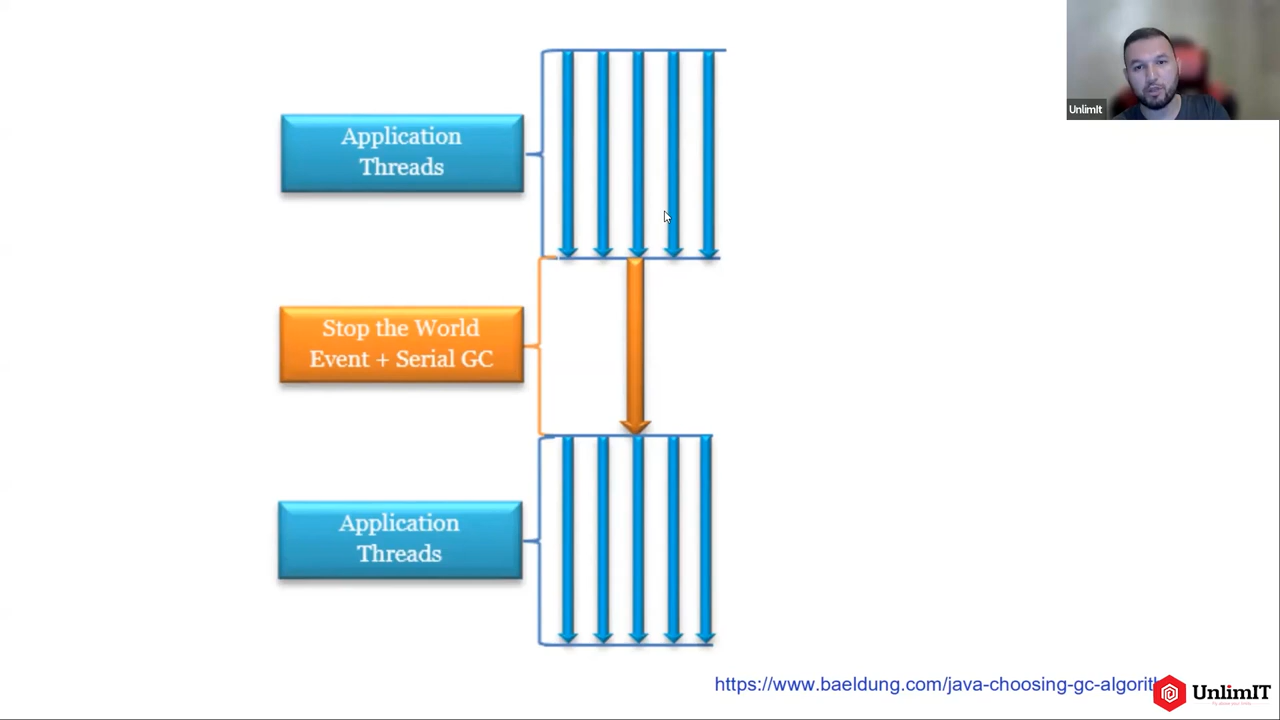 UnlimIt
Application
Threads
Stop the World
Event + Serial GC
Application
Threads
https://www.baeldung.com/java-choosing-gc-algorith
UnlimIT